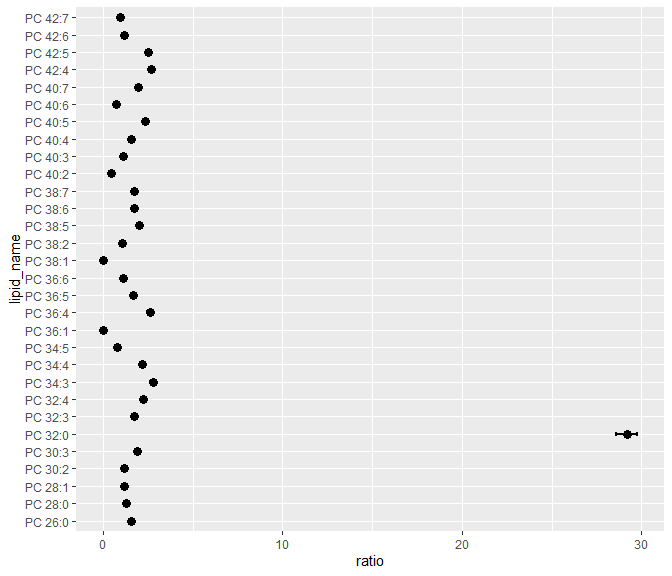 PC 42:7
PC 42:6
PC 42:5
PC 42:4
PC 40:7
PC 40:6
PC 40:5
PC 40:4
PC 40:3
PC 40:2
PC 38:7
PC 38:6
PC 38:5
PC 38:2
PC 38:1
PC 36:6
PC 36:5
PC 36:4
PC 36:1
PC 34:5
PC 34:4
PC 34:3
PC 32:4
PC 32:3
PC 32:0
PC 30:3
PC 30:2
PC 28:1
PC 28:0
PC 26:0
lipid_name
0 10 20 30
ratio